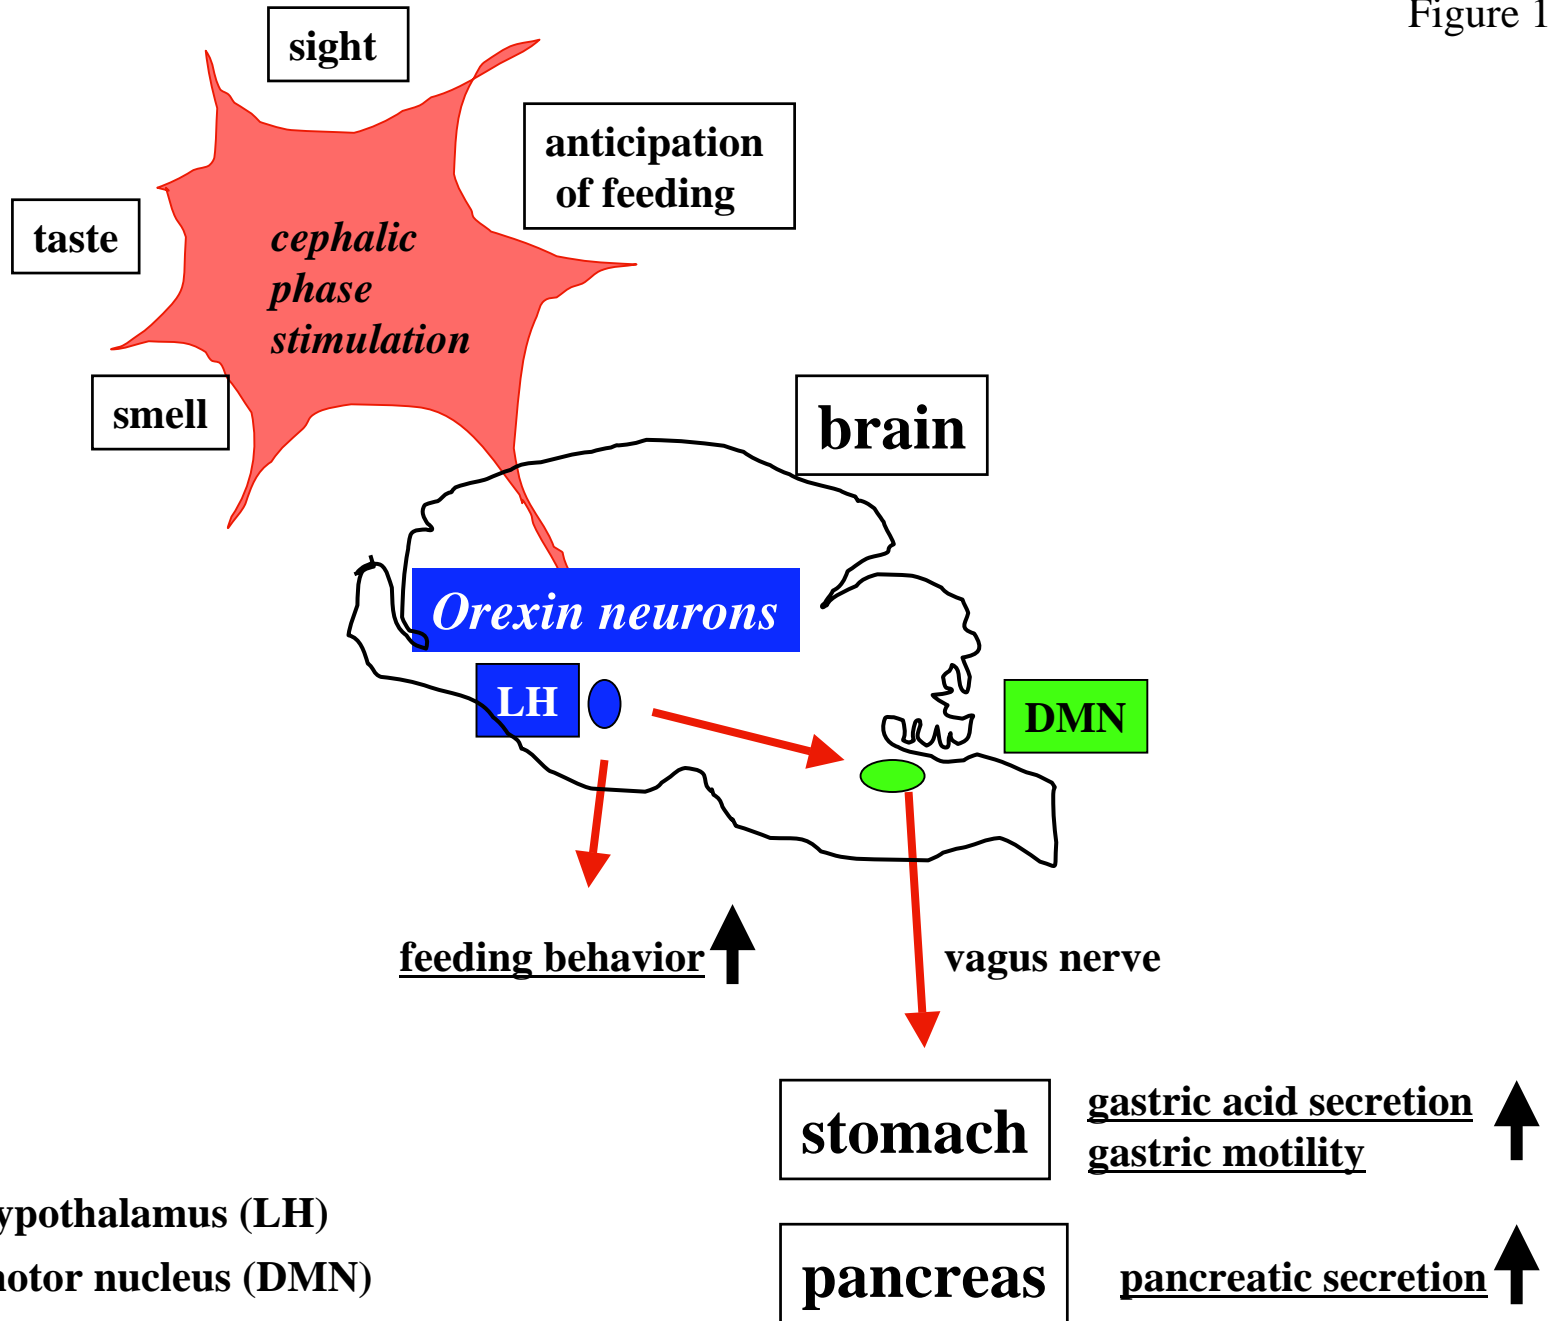 Figure 1
sight
anticipation
of feeding
taste
cephalic
phase
stimulation
smell
brain
Orexin neurons
LH
DMN
feeding behavior
vagus nerve
stomach
gastric acid secretion
gastric motility
ypothalamus (LH)
otor nucleus (DMN)
pancreas
pancreatic secretion